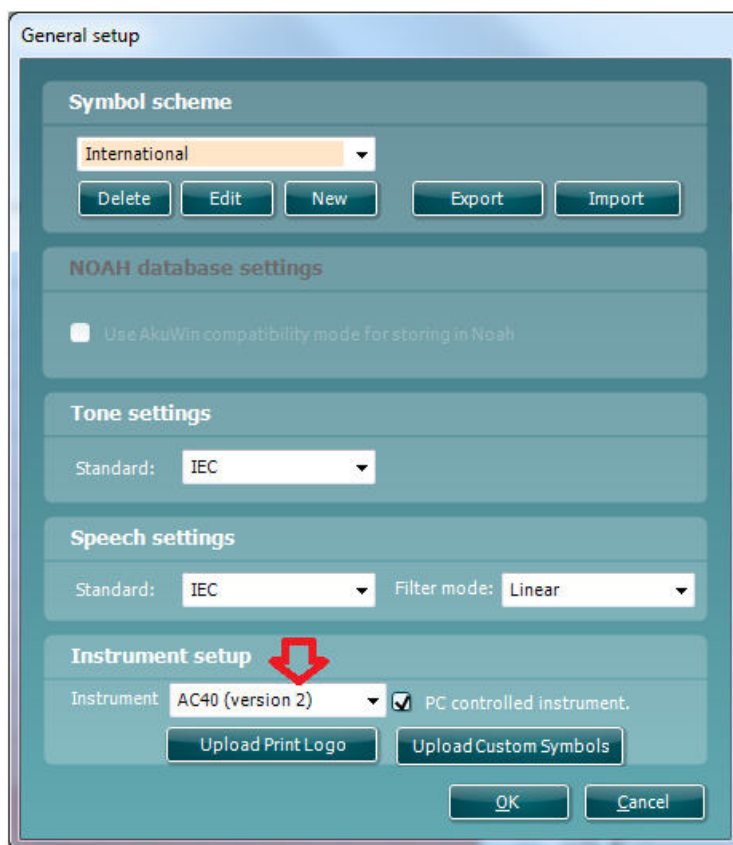 General setup
Symbol scheme
International
Delete Edit New Export Import
NOAH database settings
Use AkuWin compatibility mode for storing in Noah
Tone settings
Standard: IEC
Speech settings
Standard: IEC Filter mode: Linear
Instrument setup
Instrument AC40 (version 2) PC controlled instrument.
Upload Print Logo Upload Custom Symbols
OK Cancel